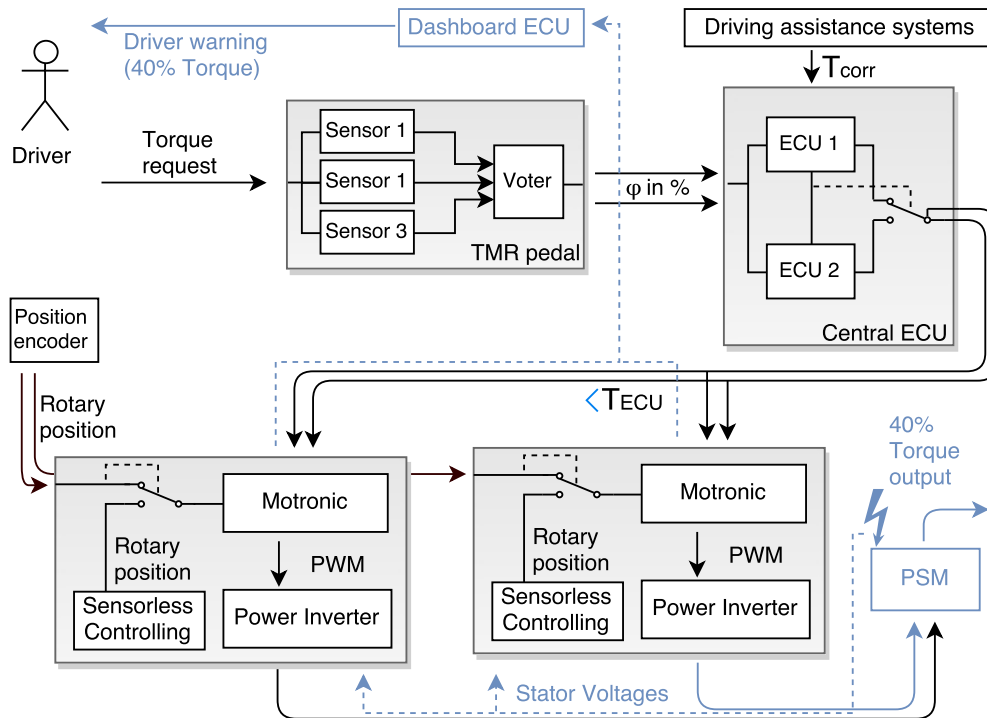 Dashboard ECU
Driving assistance systems
Driver warning
(40% Torque)
Tcorr
Driver
Torque
request
Sensor 1
Sensor 1
Sensor 3
Voter
TMR pedal
φ in %
ECU 1
ECU 2
Central ECU
Position
encoder
Rotary
position
<TECU
40%
Torque
output
Motronic
Rotary
position
PWM
Sensorless
Controlling
Power Inverter
Motronic
Rotary
position
PWM
Sensorless
Controlling
Power Inverter
PSM
Stator Voltages